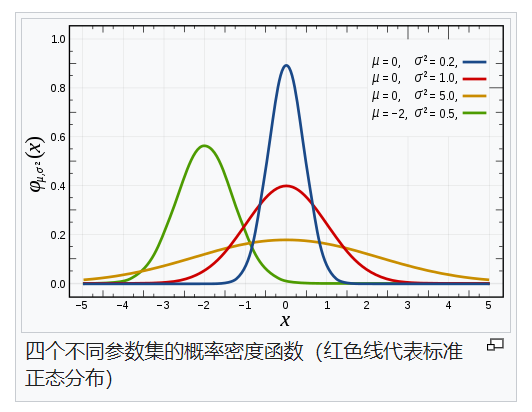 1.0
0.8
0.6
0.4
0.2
0.0
φμ,σ²(x)
μ = 0, σ² = 0.2,
μ = 0, σ² = 1.0,
μ = 0, σ² = 5.0,
μ = −2, σ² = 0.5,
−5 −4 −3 −2 −1 0 1 2 3 4 5
x
四个不同参数集的概率密度函数（红色线代表标准
正态分布）